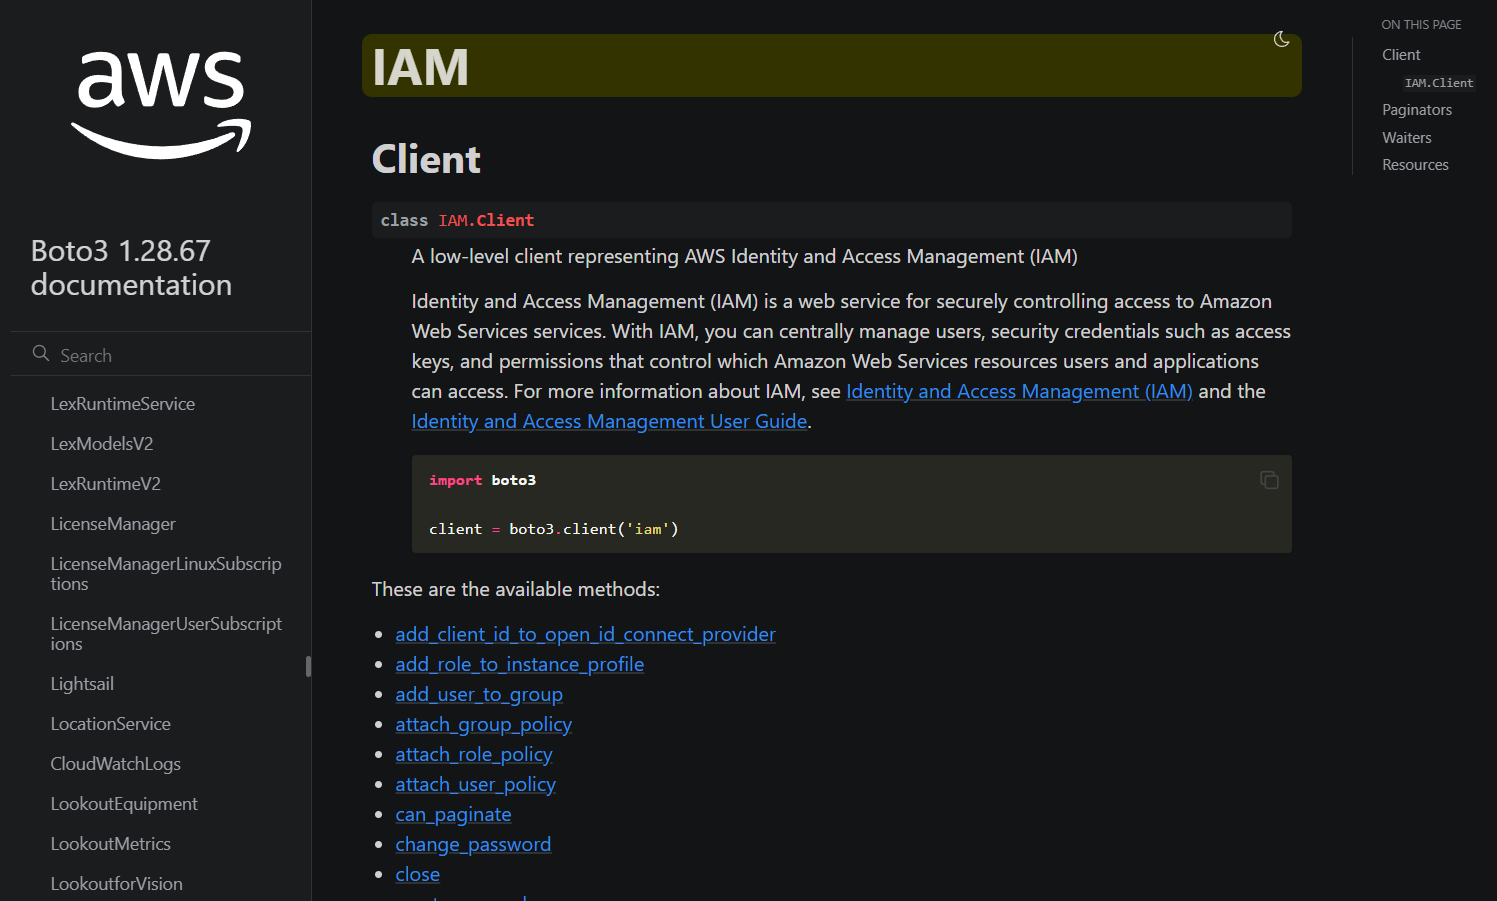 aws
Boto3 1.28.67
documentation
Search
LexRuntimeService
LexModelsV2
LexRuntimeV2
LicenseManager
LicenseManagerLinuxSubscrip
tions
LicenseManagerUserSubscript
ions
Lightsail
LocationService
CloudWatchLogs
LookoutEquipment
LookoutMetrics
LookoutforVision
IAM
Client
class IAM.Client
A low-level client representing AWS Identity and Access Management (IAM)
Identity and Access Management (IAM) is a web service for securely controlling access to Amazon
Web Services services. With IAM, you can centrally manage users, security credentials such as access
keys, and permissions that control which Amazon Web Services resources users and applications
can access. For more information about IAM, see Identity and Access Management (IAM) and the
Identity and Access Management User Guide.
import boto3
client = boto3.client('iam')
These are the available methods:
add_client_id_to_open_id_connect_provider
add_role_to_instance_profile
add_user_to_group
attach_group_policy
attach_role_policy
attach_user_policy
can_paginate
change_password
close
ON THIS PAGE
Client
IAM.Client
Paginators
Waiters
Resources